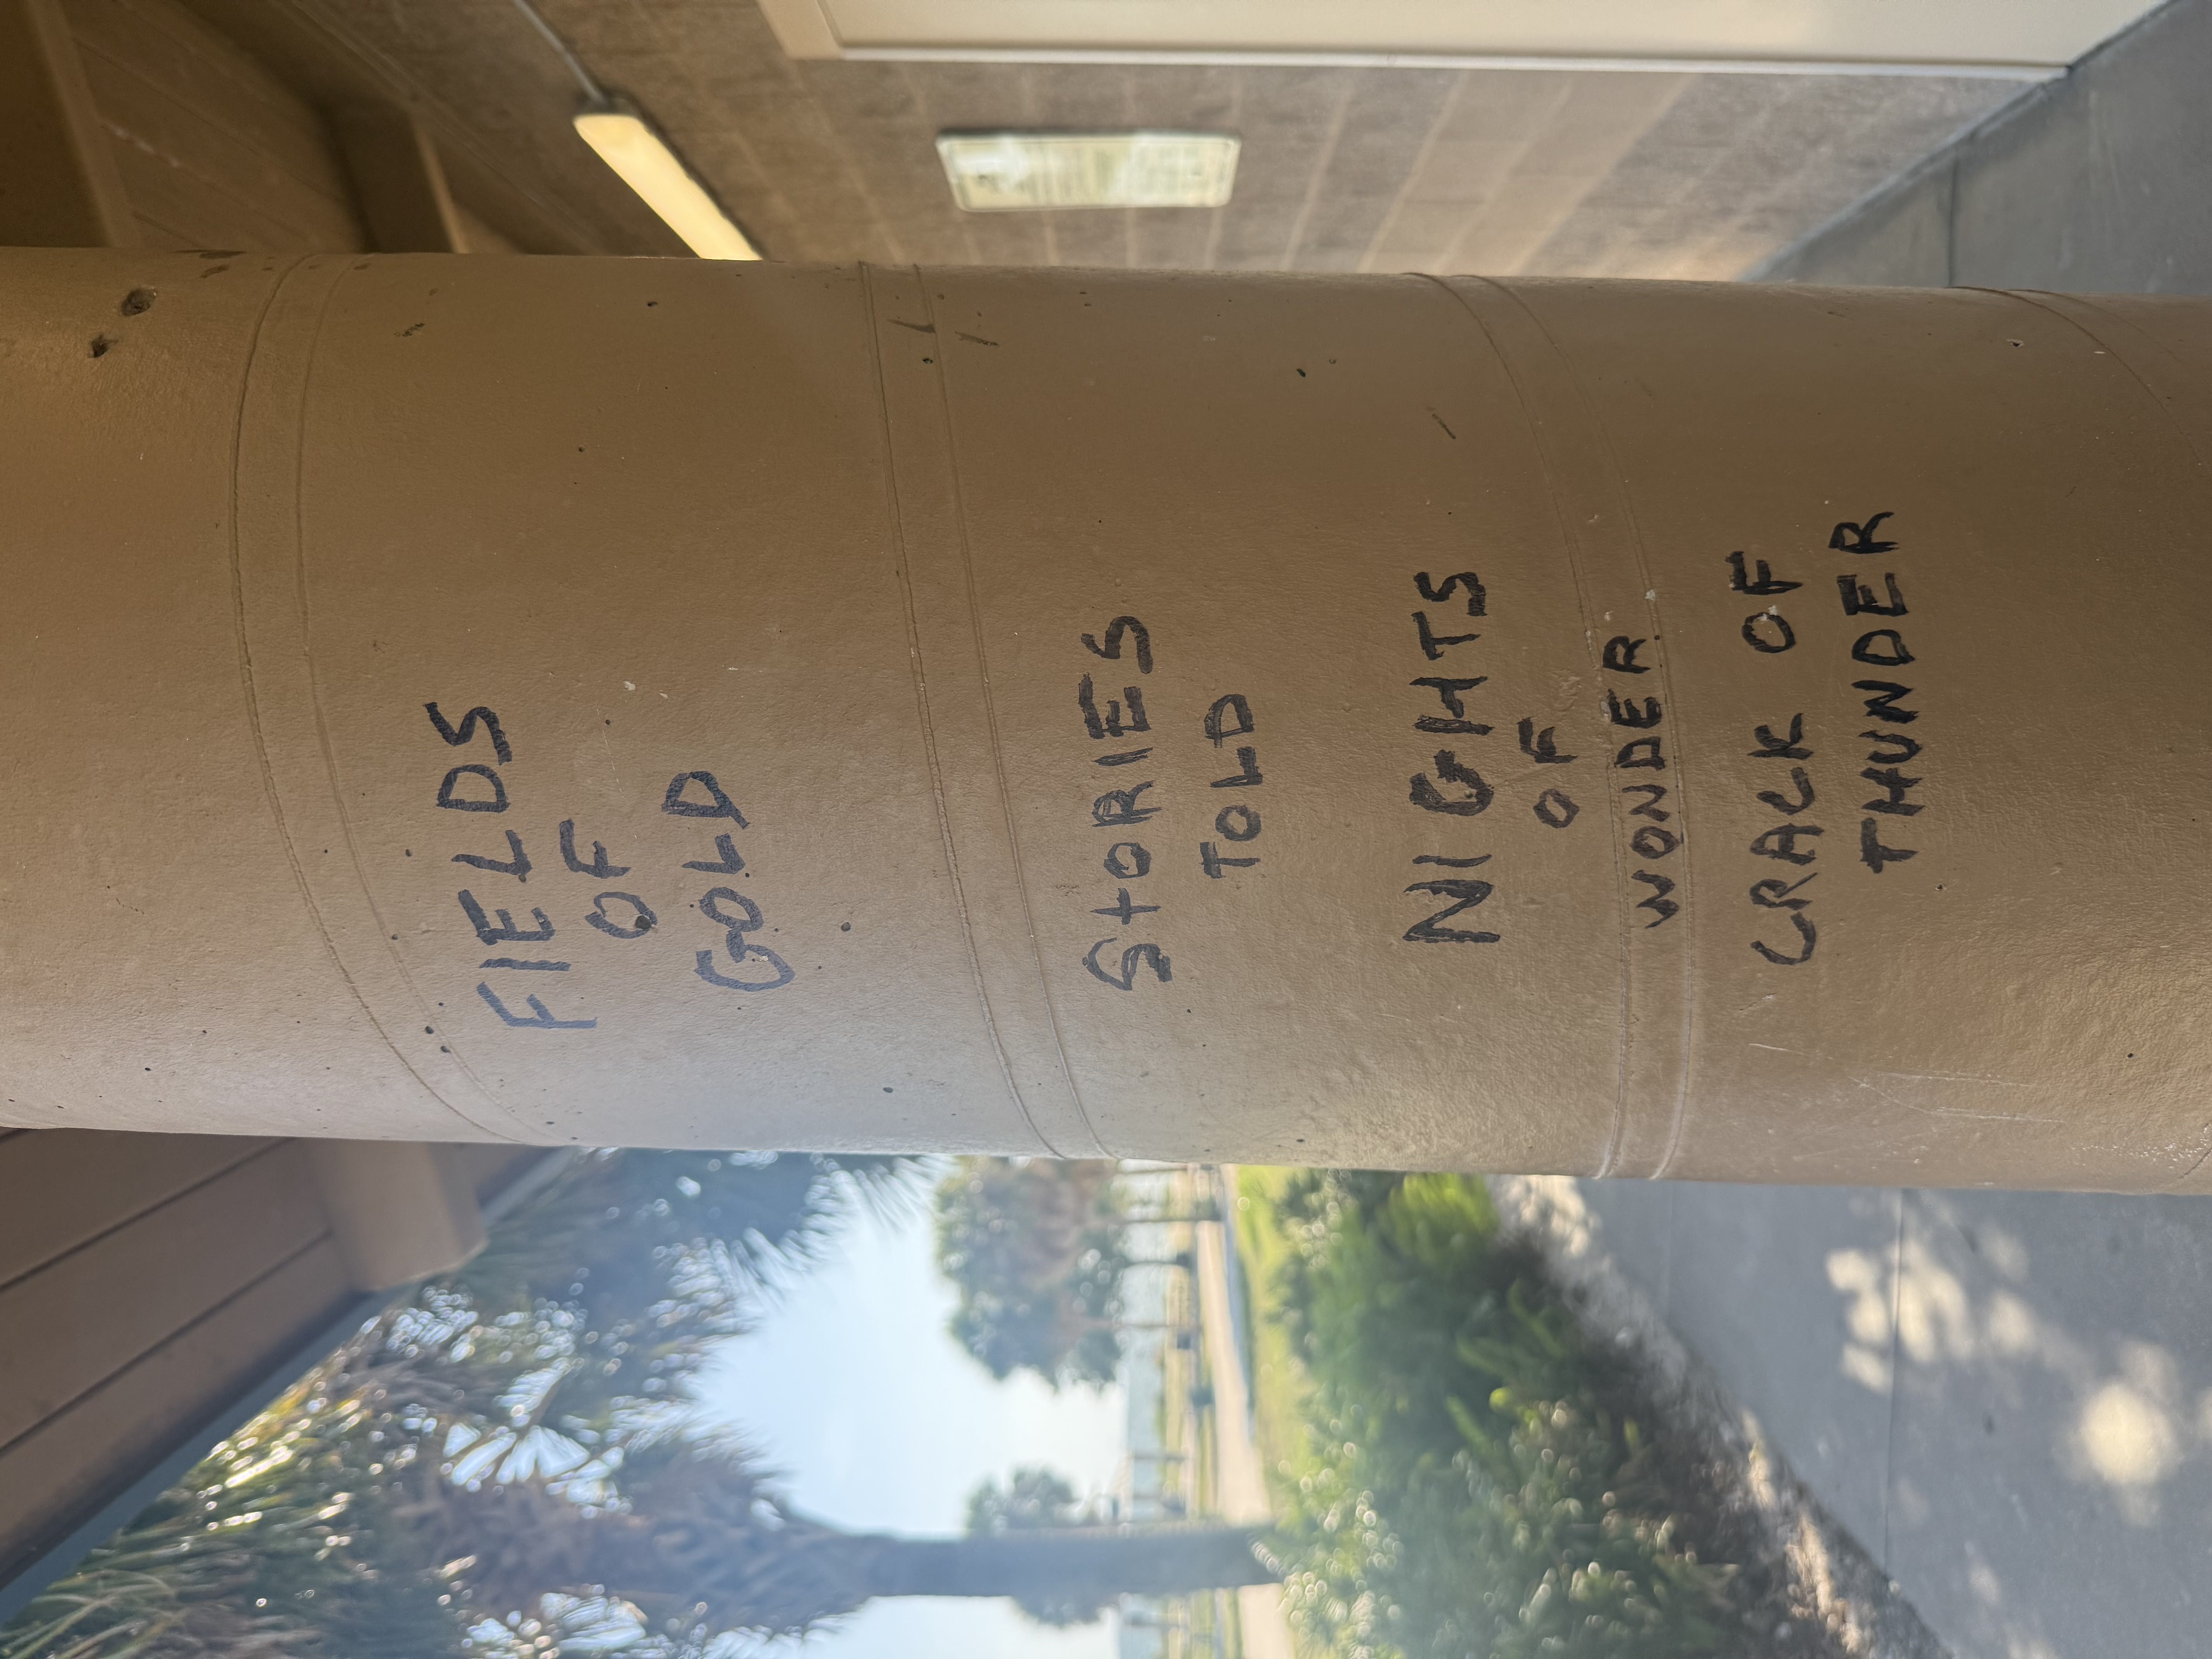 FIELDS
OF
GOLD
StORIES
TOLD
NIGHTS
OF
WONDER
CRACK OF
THUNDER